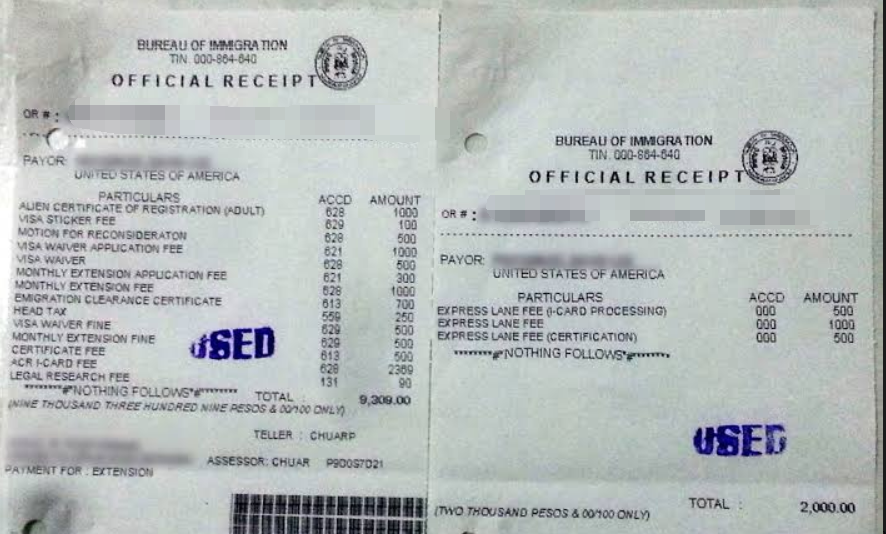 BUREAU OF IMMIGRATION
TIN. 000-864-640
OFFICIAL RECEIPT
OR # :
PAYOR:
UNITED STATES OF AMERICA
PARTICULARS ACCD AMOUNT
ALIEN CERTIFICATE OF REGISTRATION (ADULT) 628 1000
VISA STICKER FEE 629 100
MOTION FOR RECONSIDERATON 628 500
VISA WAIVER APPLICATION FEE 621 1000
VISA WAIVER 628 500
MONTHLY EXTENSION APPLICATION FEE 621 300
MONTHLY EXTENSION FEE 628 1000
EMIGRATION CLEARANCE CERTIFICATE 613 700
HEAD TAX 559 250
VISA WAIVER FINE 629 500
MONTHLY EXTENSION FINE 629 500
CERTIFICATE FEE 613 500
ACR I-CARD FEE 628 2369
LEGAL RESEARCH FEE 131 90
********#*NOTHING FOLLOWS*#********
TOTAL : 9,309.00
(NINE THOUSAND THREE HUNDRED NINE PESOS & 00/100 ONLY)
USED
TELLER : CHUARP
ASSESSOR: CHUAR P9D0S7D21
PAYMENT FOR : EXTENSION
BUREAU OF IMMIGRATION
TIN. 000-864-640
OFFICIAL RECEIPT
OR # :
PAYOR:
UNITED STATES OF AMERICA
PARTICULARS ACCD AMOUNT
EXPRESS LANE FEE (I-CARD PROCESSING) 000 500
EXPRESS LANE FEE 000 1000
EXPRESS LANE FEE (CERTIFICATION) 000 500
********#*NOTHING FOLLOWS*#********
USED
TOTAL : 2,000.00
(TWO THOUSAND PESOS & 00/100 ONLY)